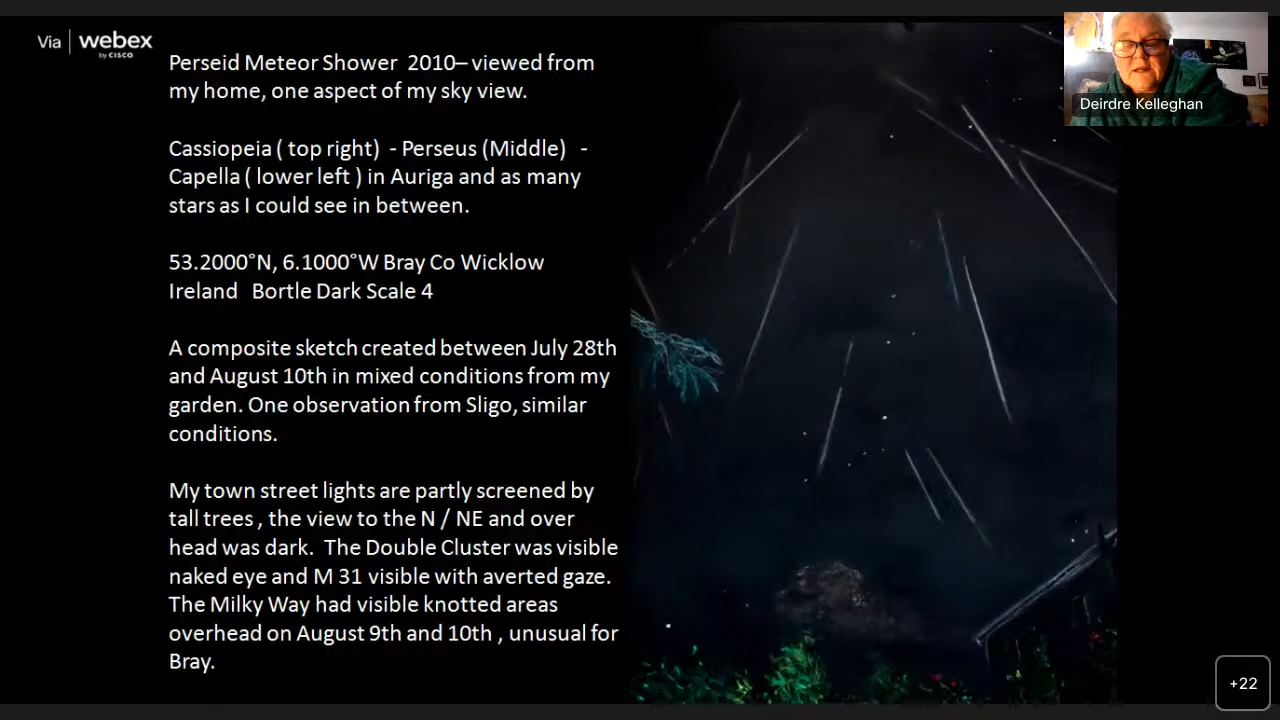 Via | webex
by CISCO
Perseid Meteor Shower 2010– viewed from
my home, one aspect of my sky view.
Cassiopeia ( top right) - Perseus (Middle) -
Capella ( lower left ) in Auriga and as many
stars as I could see in between.
53.2000°N, 6.1000°W Bray Co Wicklow
Ireland Bortle Dark Scale 4
A composite sketch created between July 28th
and August 10th in mixed conditions from my
garden. One observation from Sligo, similar
conditions.
My town street lights are partly screened by
tall trees , the view to the N / NE and over
head was dark. The Double Cluster was visible
naked eye and M 31 visible with averted gaze.
The Milky Way had visible knotted areas
overhead on August 9th and 10th , unusual for
Bray.
Deirdre Kelleghan
+22